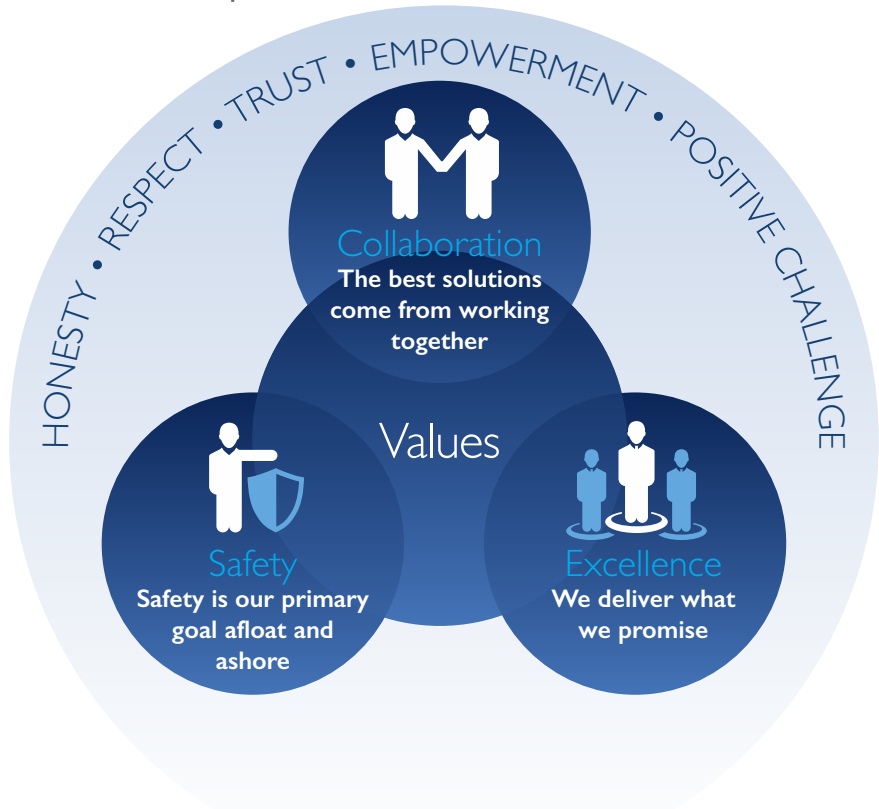 HONESTY • RESPECT • TRUST • EMPOWERMENT • POSITIVE CHALLENGE
Collaboration
The best solutions
come from working
together
Values
Safety
Safety is our primary
goal afloat and
ashore
Excellence
We deliver what
we promise